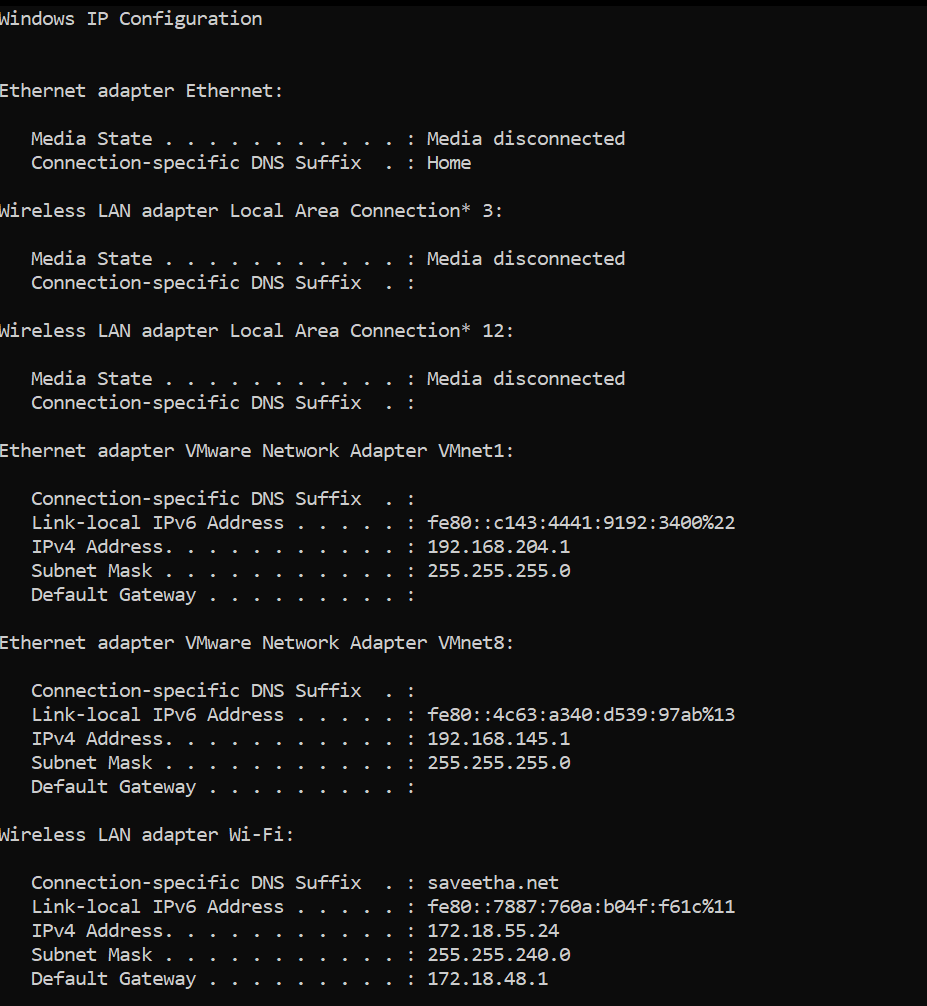 Windows IP Configuration
Ethernet adapter Ethernet:
Media State . . . . . . . . . . . : Media disconnected
Connection-specific DNS Suffix  . : Home
Wireless LAN adapter Local Area Connection* 3:
Media State . . . . . . . . . . . : Media disconnected
Connection-specific DNS Suffix  . :
Wireless LAN adapter Local Area Connection* 12:
Media State . . . . . . . . . . . : Media disconnected
Connection-specific DNS Suffix  . :
Ethernet adapter VMware Network Adapter VMnet1:
Connection-specific DNS Suffix  . :
Link-local IPv6 Address . . . . . : fe80::c143:4441:9192:3400%22
IPv4 Address. . . . . . . . . . . : 192.168.204.1
Subnet Mask . . . . . . . . . . . : 255.255.255.0
Default Gateway . . . . . . . . . :
Ethernet adapter VMware Network Adapter VMnet8:
Connection-specific DNS Suffix  . :
Link-local IPv6 Address . . . . . : fe80::4c63:a340:d539:97ab%13
IPv4 Address. . . . . . . . . . . : 192.168.145.1
Subnet Mask . . . . . . . . . . . : 255.255.255.0
Default Gateway . . . . . . . . . :
Wireless LAN adapter Wi-Fi:
Connection-specific DNS Suffix  . : saveetha.net
Link-local IPv6 Address . . . . . : fe80::7887:760a:b04f:f61c%11
IPv4 Address. . . . . . . . . . . : 172.18.55.24
Subnet Mask . . . . . . . . . . . : 255.255.240.0
Default Gateway . . . . . . . . . : 172.18.48.1